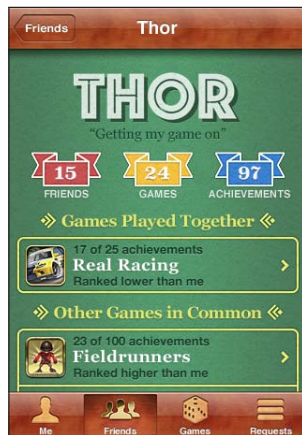 Friends
Thor
THOR
“Getting my game on”
15
24
97
FRIENDS
GAMES
ACHIEVEMENTS
Games Played Together
17 of 25 achievements
Real Racing
Ranked lower than me
Other Games in Common
23 of 100 achievements
Fieldrunners
Ranked higher than me
Me
Friends
Games
Requests